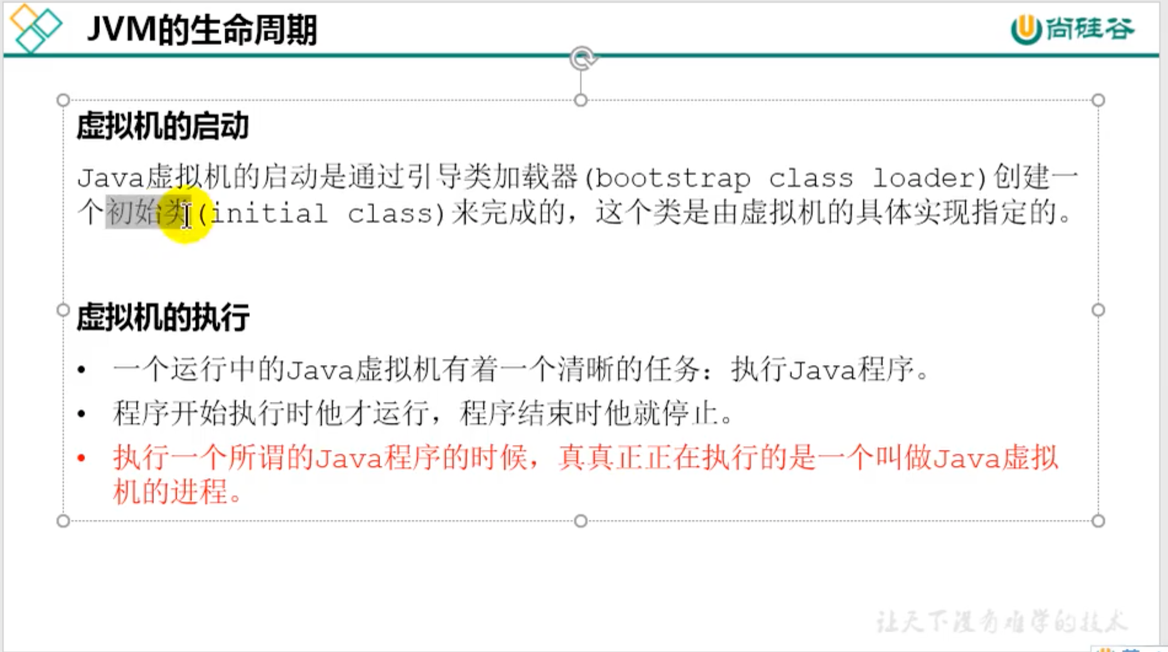 JVM的生命周期
尚硅谷
虚拟机的启动
Java虚拟机的启动是通过引导类加载器(bootstrap class loader)创建一
个初始类(initial class)来完成的，这个类是由虚拟机的具体实现指定的。
虚拟机的执行
• 一个运行中的Java虚拟机有着一个清晰的任务：执行Java程序。
• 程序开始执行时他才运行，程序结束时他就停止。
• 执行一个所谓的Java程序的时候，真真正正在执行的是一个叫做Java虚拟
机的进程。
让天下没有难学的技术